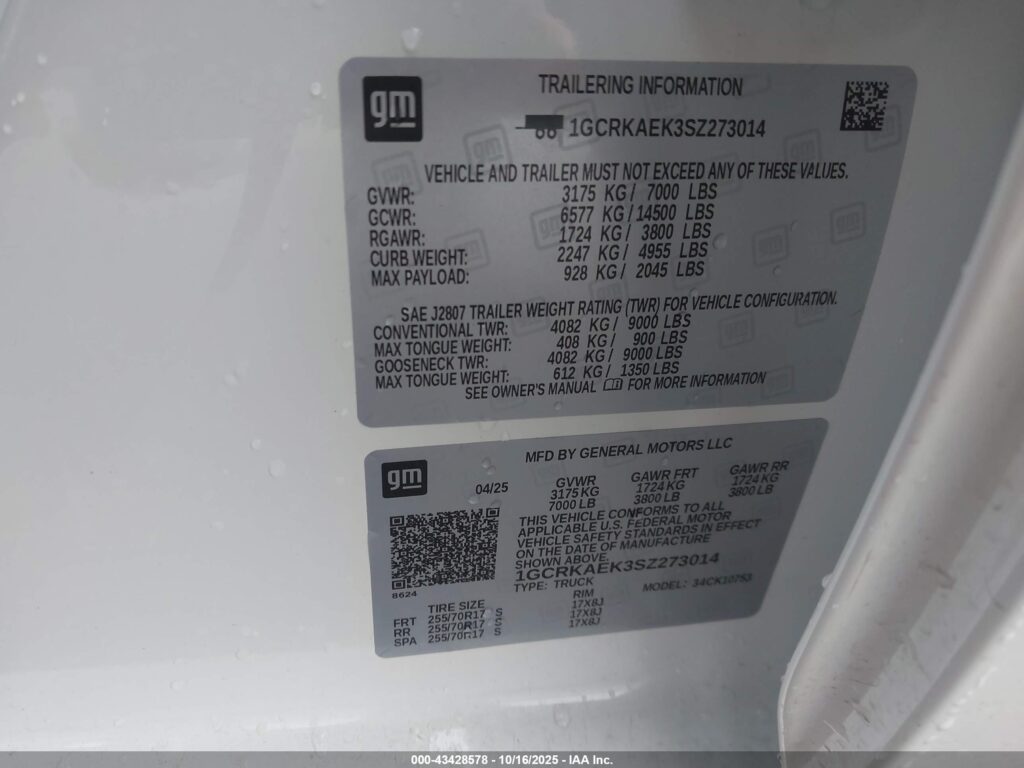 gm
TRAILERING INFORMATION
1GCRKAEK3SZ273014
VEHICLE AND TRAILER MUST NOT EXCEED ANY OF THESE VALUES.
GVWR: 3175 KG / 7000 LBS
GCWR: 6577 KG / 14500 LBS
RGAWR: 1724 KG / 3800 LBS
CURB WEIGHT: 2247 KG / 4955 LBS
MAX PAYLOAD: 928 KG / 2045 LBS
SAE J2807 TRAILER WEIGHT RATING (TWR) FOR VEHICLE CONFIGURATION.
CONVENTIONAL TWR: 4082 KG / 9000 LBS
MAX TONGUE WEIGHT: 408 KG / 900 LBS
GOOSENECK TWR: 4082 KG / 9000 LBS
MAX TONGUE WEIGHT: 612 KG / 1350 LBS
SEE OWNER'S MANUAL FOR MORE INFORMATION
gm
MFD BY GENERAL MOTORS LLC
04/25
GVWR GAWR FRT GAWR RR
3175 KG 1724 KG 1724 KG
7000 LB 3800 LB 3800 LB
THIS VEHICLE CONFORMS TO ALL
APPLICABLE U.S. FEDERAL MOTOR
VEHICLE SAFETY STANDARDS IN EFFECT
ON THE DATE OF MANUFACTURE
SHOWN ABOVE.
1GCRKAEK3SZ273014
TYPE: TRUCK MODEL: 34CK10753
8624
TIRE SIZE RIM
FRT 255/70R17 S 17X8J
RR 255/70R17 S 17X8J
SPA 255/70R17 S 17X8J
000-43428578 - 10/16/2025 - IAA Inc.